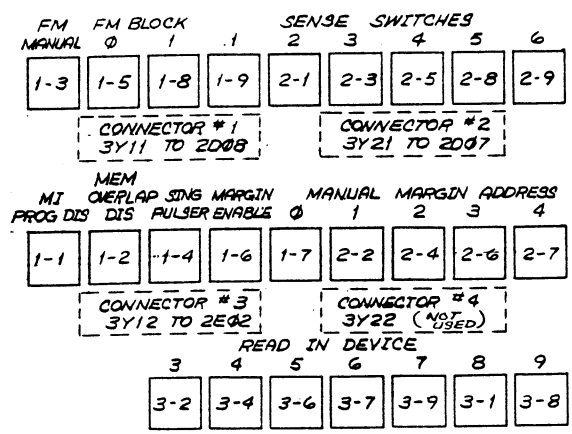 FM FM BLOCK SENSE SWITCHES
MANUAL Ø 1 .1 2 3 4 5 6
1-3 1-5 1-8 1-9 2-1 2-3 2-5 2-8 2-9
CONNECTOR #1 CONNECTOR #2
3Y11 TO 2DØ8 3Y21 TO 2DØ7
MEM
MI OVERLAP SING MARGIN MANUAL MARGIN ADDRESS
PROG DIS DIS PULSER ENABLE Ø 1 2 3 4
1-1 1-2 1-4 1-6 1-7 2-2 2-4 2-6 2-7
CONNECTOR #3 CONNECTOR #4
3Y12 TO 2EØ2 3Y22 (NOT USED)
READ IN DEVICE
3 4 5 6 7 8 9
3-2 3-4 3-6 3-7 3-9 3-1 3-8